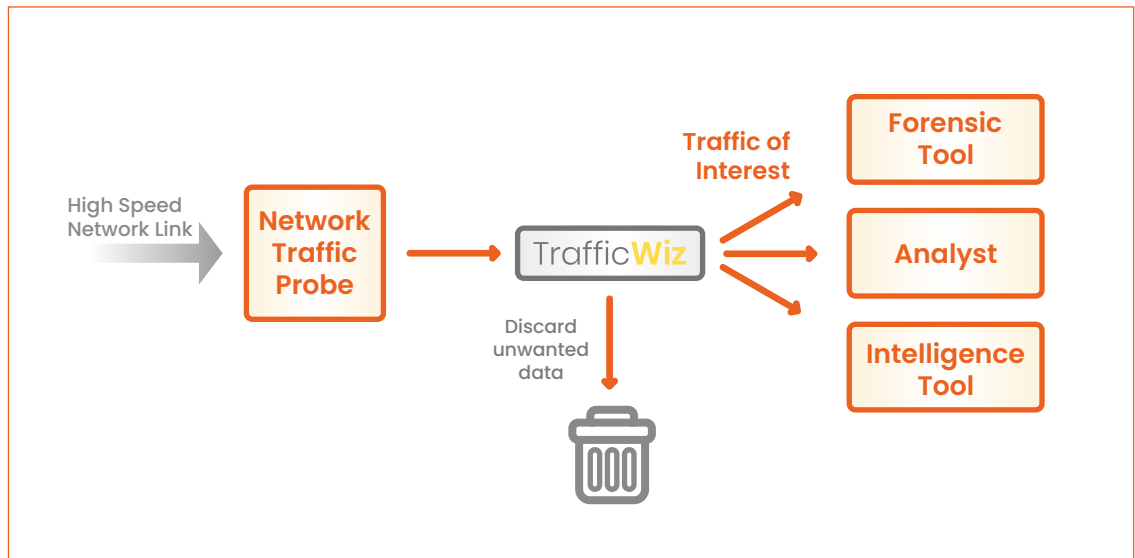 High Speed
Network Link
Network
Traffic
Probe
TrafficWiz
Discard
unwanted
data
Traffic of
Interest
Forensic
Tool
Analyst
Intelligence
Tool